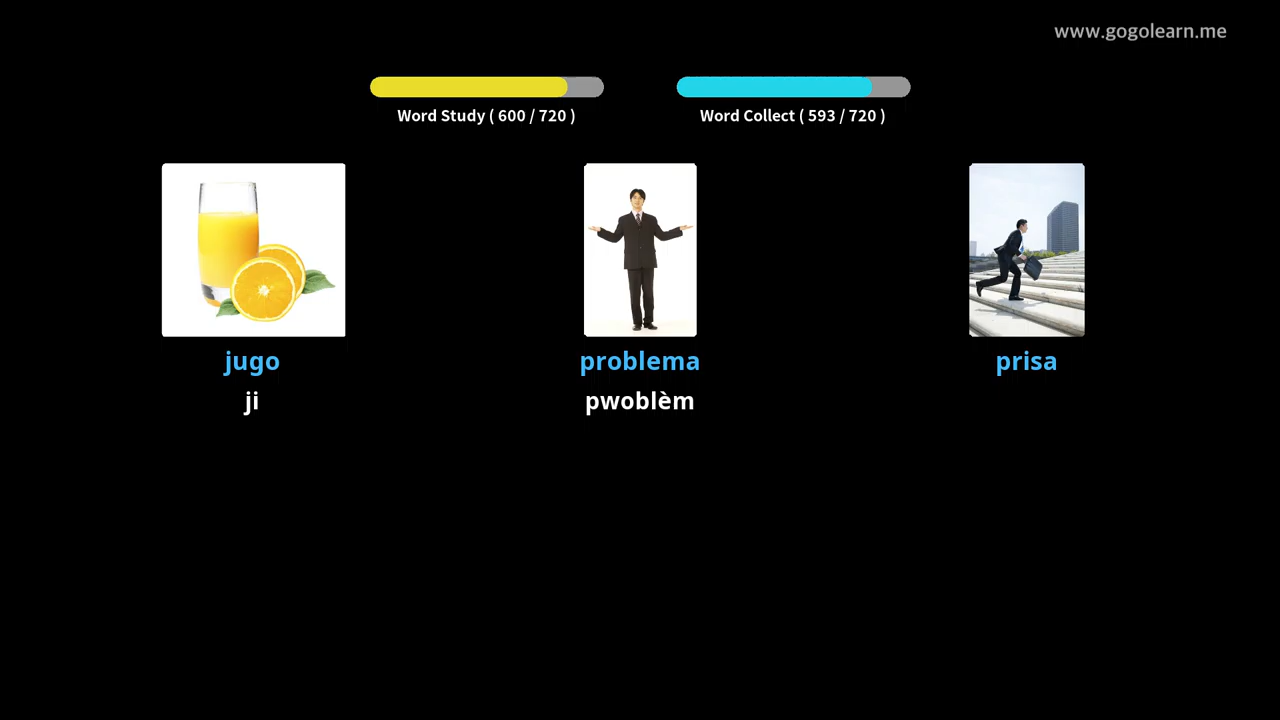 www.gogolearn.me
Word Study ( 600 / 720 )
Word Collect ( 593 / 720 )
jugo
problema
prisa
ji
pwoblèm